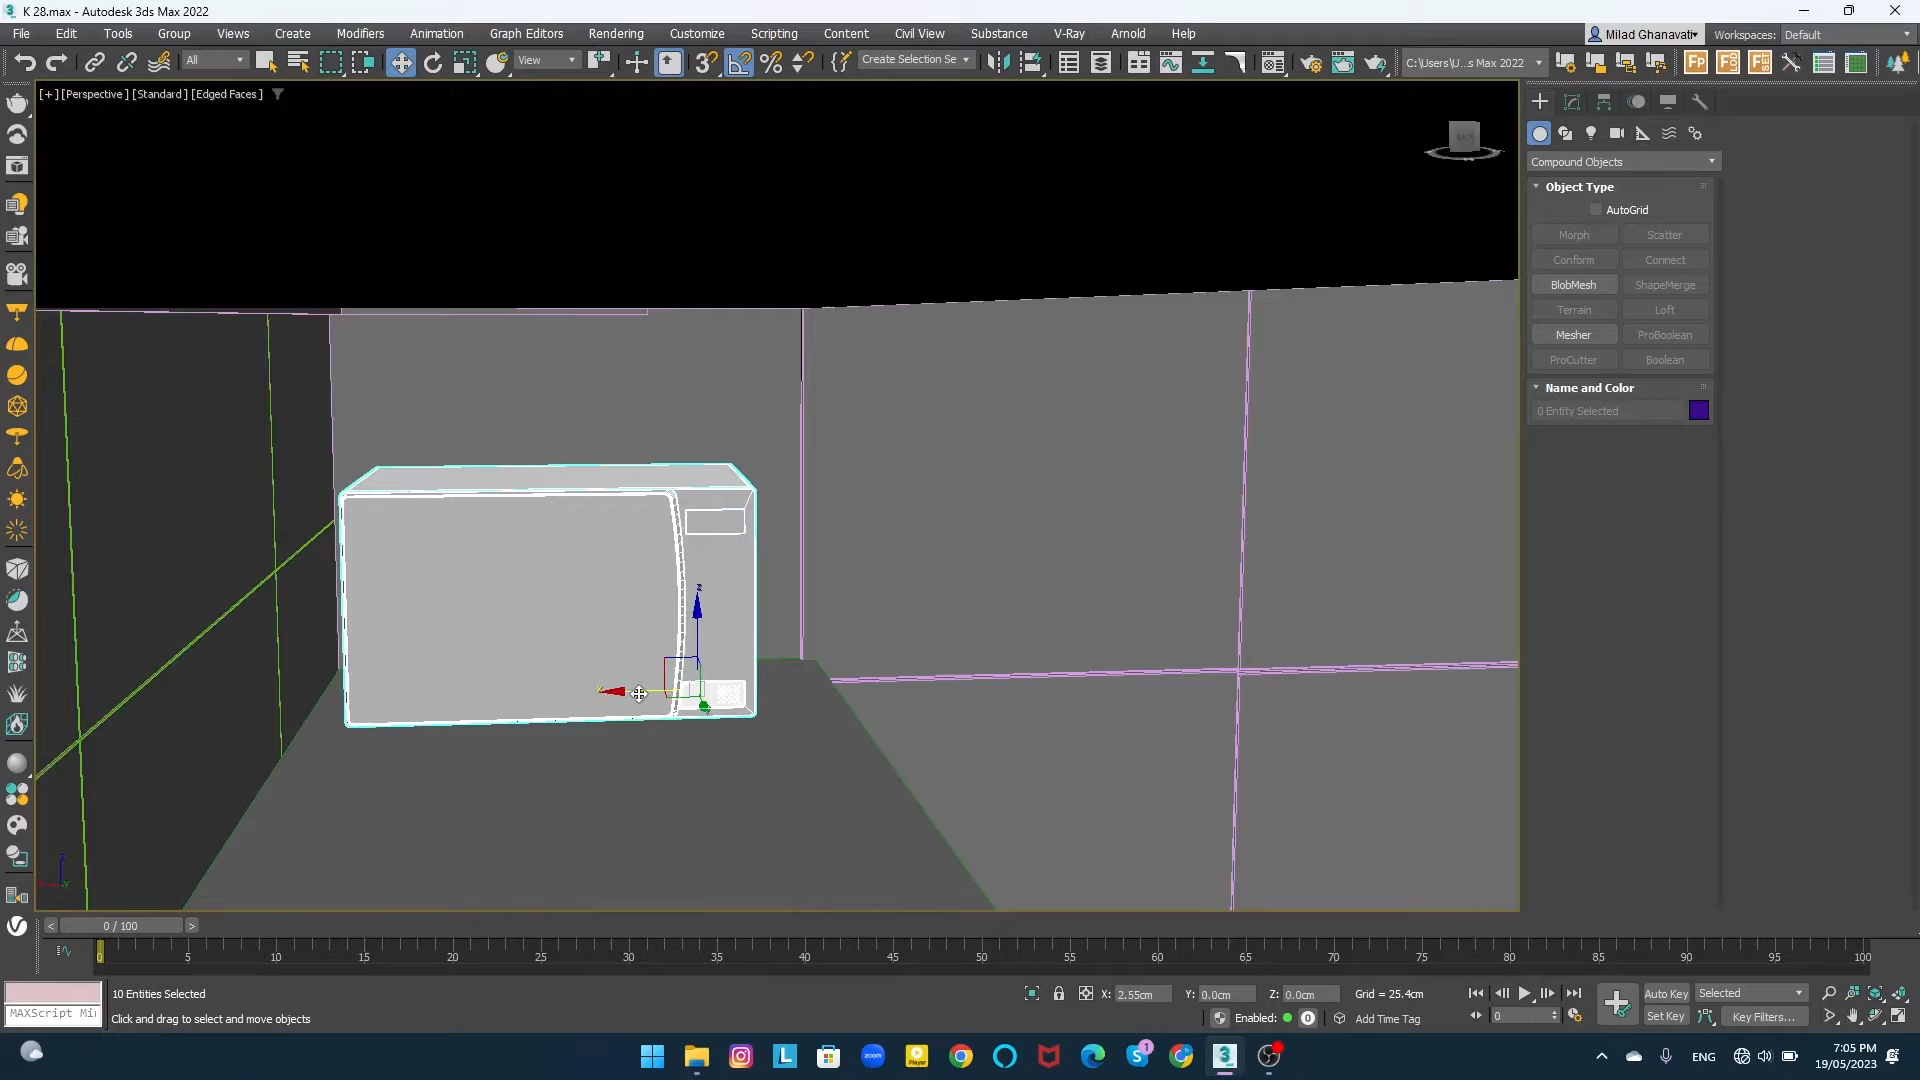 K 28.max - Autodesk 3ds Max 2022
File Edit Tools Group Views Create Modifiers Animation Graph Editors Rendering Customize Scripting Content Civil View Substance V-Ray Arnold Help
Milad Ghanavati
Workspaces: Default
All
View
Create Selection Se
C:\Users\U...s Max 2022
[+] [Perspective] [Standard] [Edged Faces]
BACK
Compound Objects
Object Type
AutoGrid
Morph Scatter
Conform Connect
BlobMesh ShapeMerge
Terrain Loft
Mesher ProBoolean
ProCutter Boolean
Name and Color
0 Entity Selected
z
x
z
y
< 0 / 100 >
0 5 10 15 20 25 30 35 40 45 50 55 60 65 70 75 80 85 90 95 100
10 Entities Selected
X: 2.55cm Y: 0.0cm Z: 0.0cm Grid = 25.4cm
Auto Key Selected
MAXScript Mi
Click and drag to select and move objects
Enabled: 0 Add Time Tag
0
Set Key Key Filters...
ENG
7:05 PM
19/05/2023